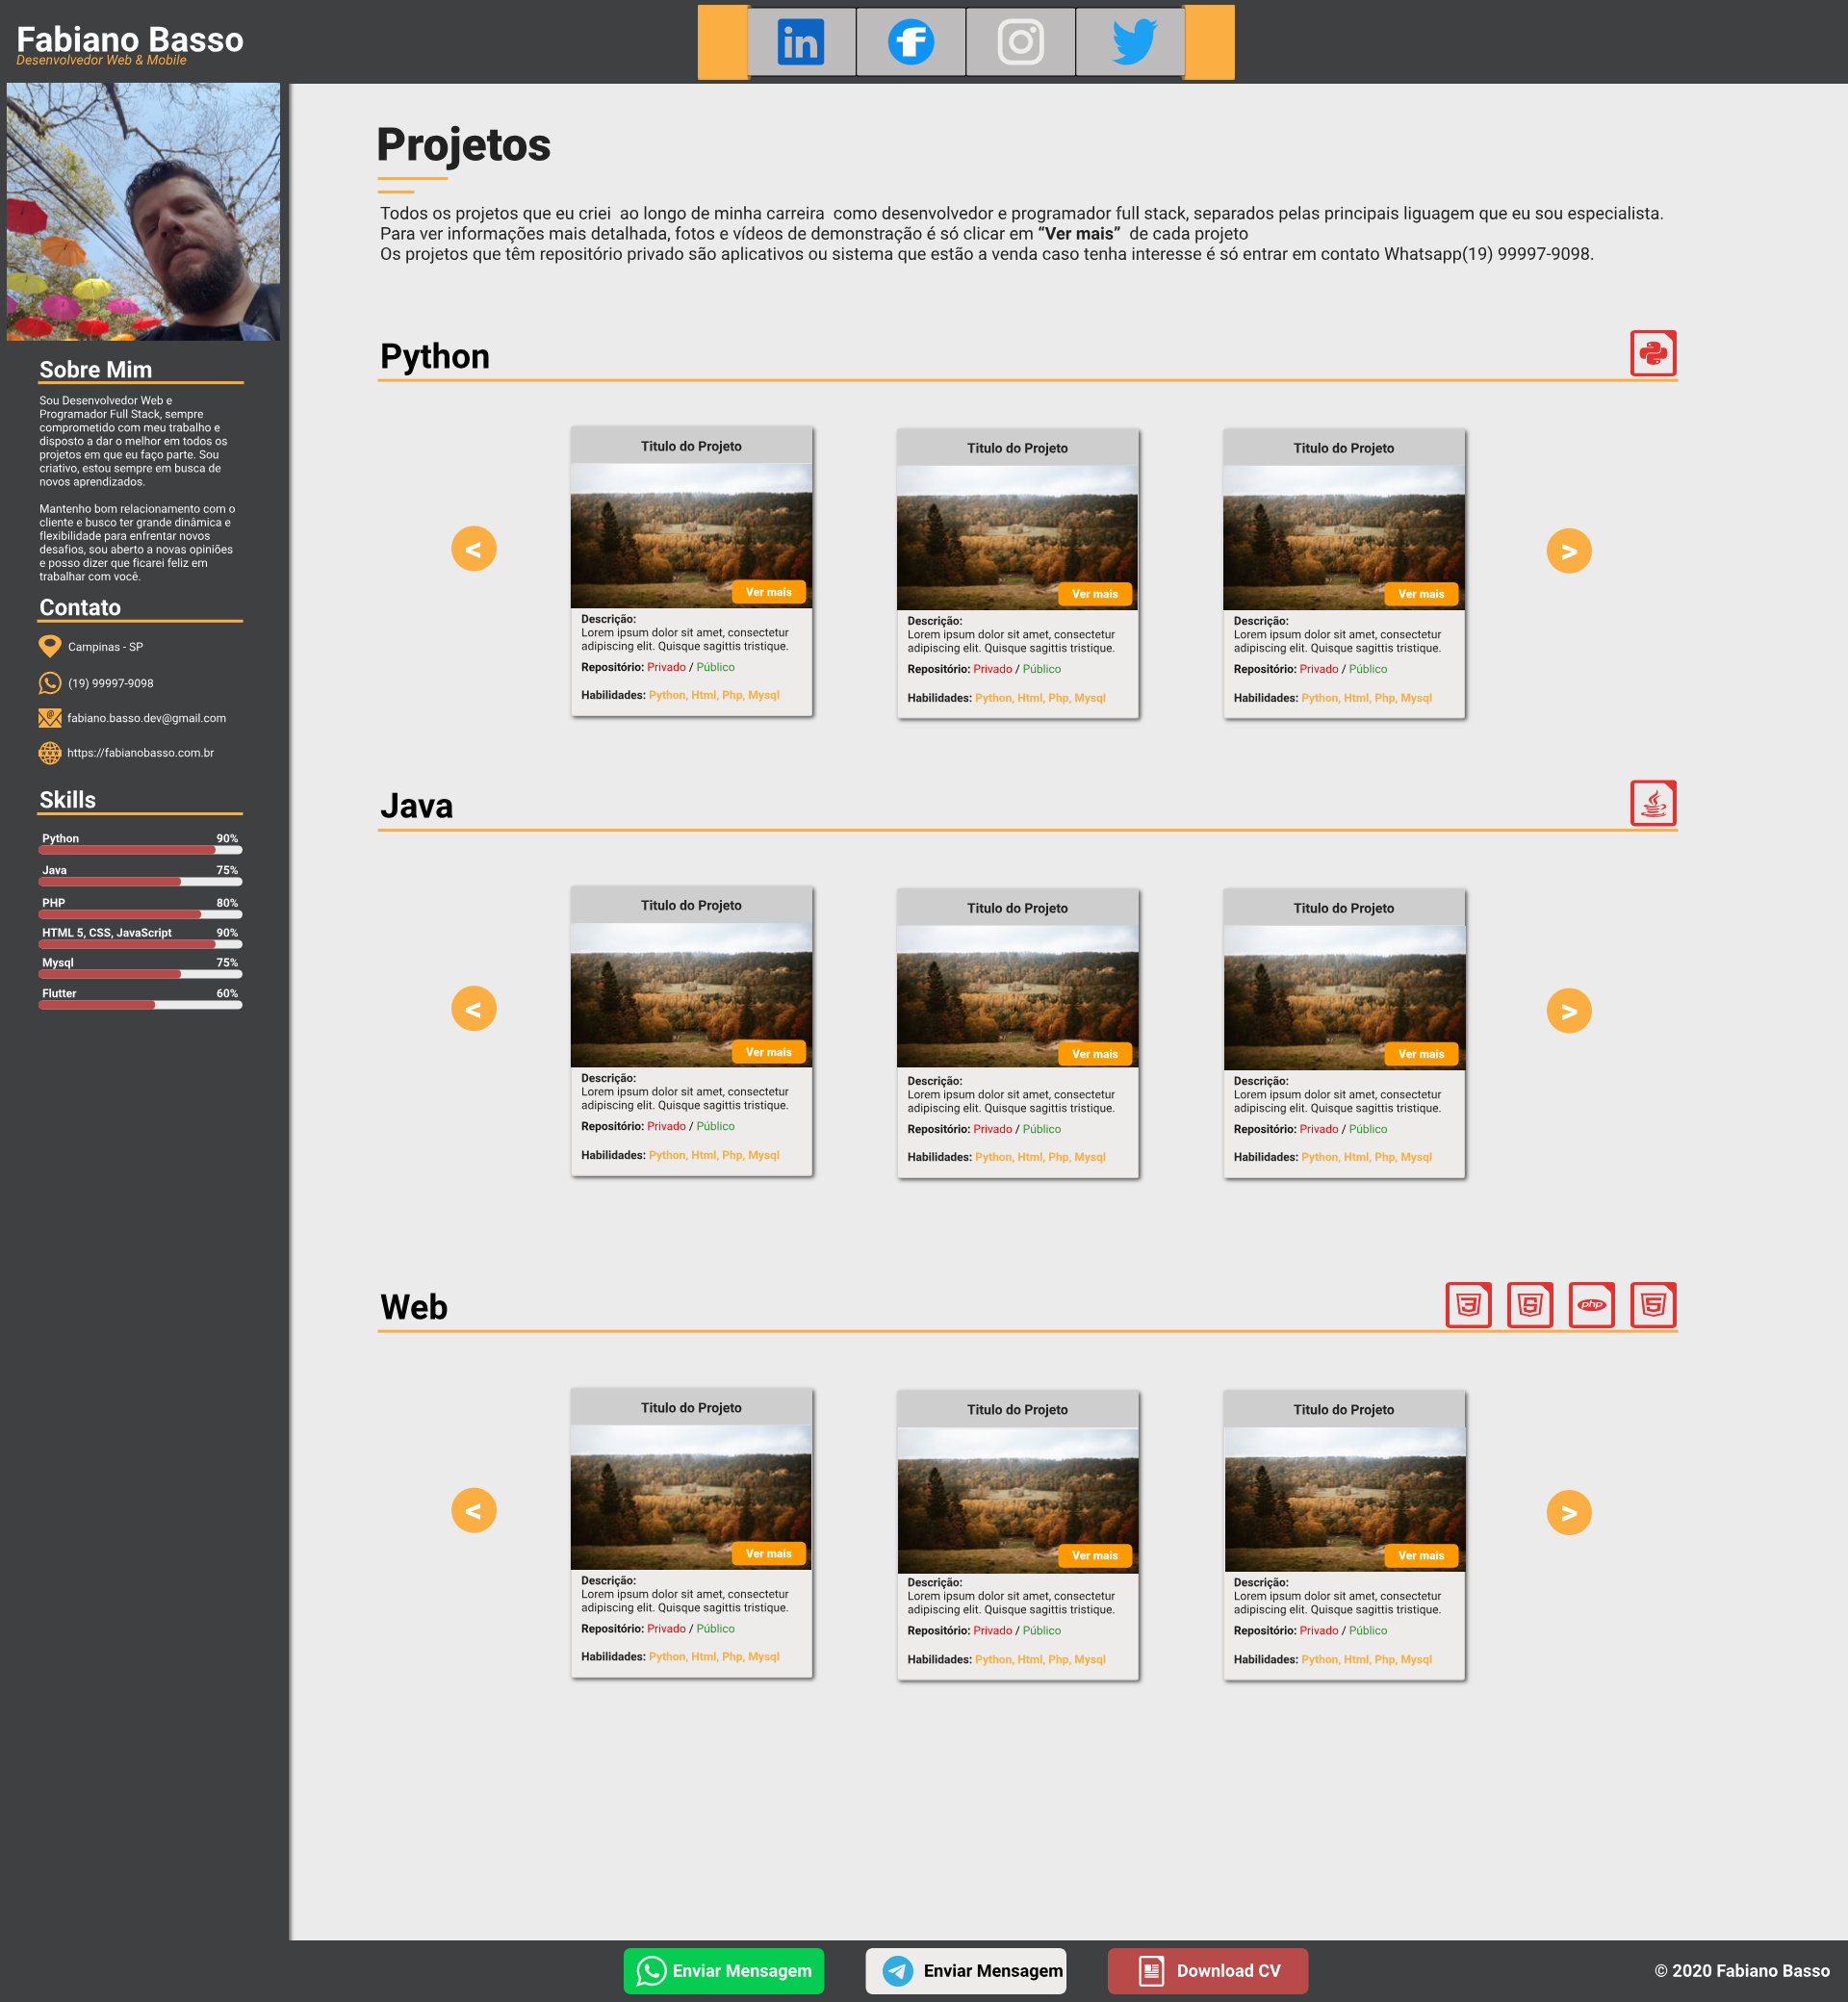 Fabiano Basso
Desenvolvedor Web & Mobile
in
f
Sobre Mim
Sou Desenvolvedor Web e
Programador Full Stack, sempre
comprometido com meu trabalho e
disposto a dar o melhor em todos os
projetos em que eu faço parte. Sou
criativo, estou sempre em busca de
novos aprendizados.
Mantenho bom relacionamento com o
cliente e busco ter grande dinâmica e
flexibilidade para enfrentar novos
desafios, sou aberto a novas opiniões
e posso dizer que ficarei feliz em
trabalhar com você.
Contato
Campinas - SP
(19) 99997-9098
fabiano.basso.dev@gmail.com
https://fabianobasso.com.br
Skills
Python 90%
Java 75%
PHP 80%
HTML 5, CSS, JavaScript 90%
Mysql 75%
Flutter 60%
Projetos
Todos os projetos que eu criei  ao longo de minha carreira  como desenvolvedor e programador full stack, separados pelas principais liguagem que eu sou especialista.
Para ver informações mais detalhada, fotos e vídeos de demonstração é só clicar em “Ver mais”  de cada projeto
Os projetos que têm repositório privado são aplicativos ou sistema que estão a venda caso tenha interesse é só entrar em contato Whatsapp(19) 99997-9098.
Python
<
Titulo do Projeto
Ver mais
Descrição:
Lorem ipsum dolor sit amet, consectetur
adipiscing elit. Quisque sagittis tristique.
Repositório: Privado / Público
Habilidades: Python, Html, Php, Mysql
Titulo do Projeto
Ver mais
Descrição:
Lorem ipsum dolor sit amet, consectetur
adipiscing elit. Quisque sagittis tristique.
Repositório: Privado / Público
Habilidades: Python, Html, Php, Mysql
Titulo do Projeto
Ver mais
Descrição:
Lorem ipsum dolor sit amet, consectetur
adipiscing elit. Quisque sagittis tristique.
Repositório: Privado / Público
Habilidades: Python, Html, Php, Mysql
>
Java
<
Titulo do Projeto
Ver mais
Descrição:
Lorem ipsum dolor sit amet, consectetur
adipiscing elit. Quisque sagittis tristique.
Repositório: Privado / Público
Habilidades: Python, Html, Php, Mysql
Titulo do Projeto
Ver mais
Descrição:
Lorem ipsum dolor sit amet, consectetur
adipiscing elit. Quisque sagittis tristique.
Repositório: Privado / Público
Habilidades: Python, Html, Php, Mysql
Titulo do Projeto
Ver mais
Descrição:
Lorem ipsum dolor sit amet, consectetur
adipiscing elit. Quisque sagittis tristique.
Repositório: Privado / Público
Habilidades: Python, Html, Php, Mysql
>
Web
3 S php 5
<
Titulo do Projeto
Ver mais
Descrição:
Lorem ipsum dolor sit amet, consectetur
adipiscing elit. Quisque sagittis tristique.
Repositório: Privado / Público
Habilidades: Python, Html, Php, Mysql
Titulo do Projeto
Ver mais
Descrição:
Lorem ipsum dolor sit amet, consectetur
adipiscing elit. Quisque sagittis tristique.
Repositório: Privado / Público
Habilidades: Python, Html, Php, Mysql
Titulo do Projeto
Ver mais
Descrição:
Lorem ipsum dolor sit amet, consectetur
adipiscing elit. Quisque sagittis tristique.
Repositório: Privado / Público
Habilidades: Python, Html, Php, Mysql
>
Enviar Mensagem
Enviar Mensagem
Download CV
© 2020 Fabiano Basso